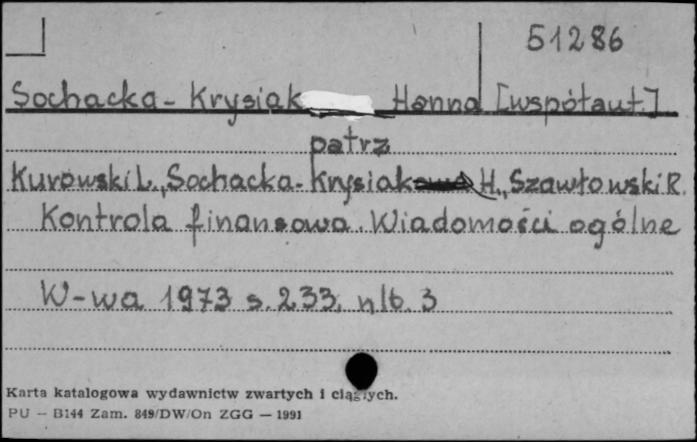 51286
Sochacka - Krysiak Hanna [współaut.]
patrz
Kurowski L., Sochacka - Krysiak H., Szawłowski R.
Kontrola finansowa. Wiadomości ogólne
W-wa 1973 s. 233, nlb. 3
Karta katalogowa wydawnictw zwartych i ciągłych.
PU — B144 Zam. 849/DW/On ZGG — 1991